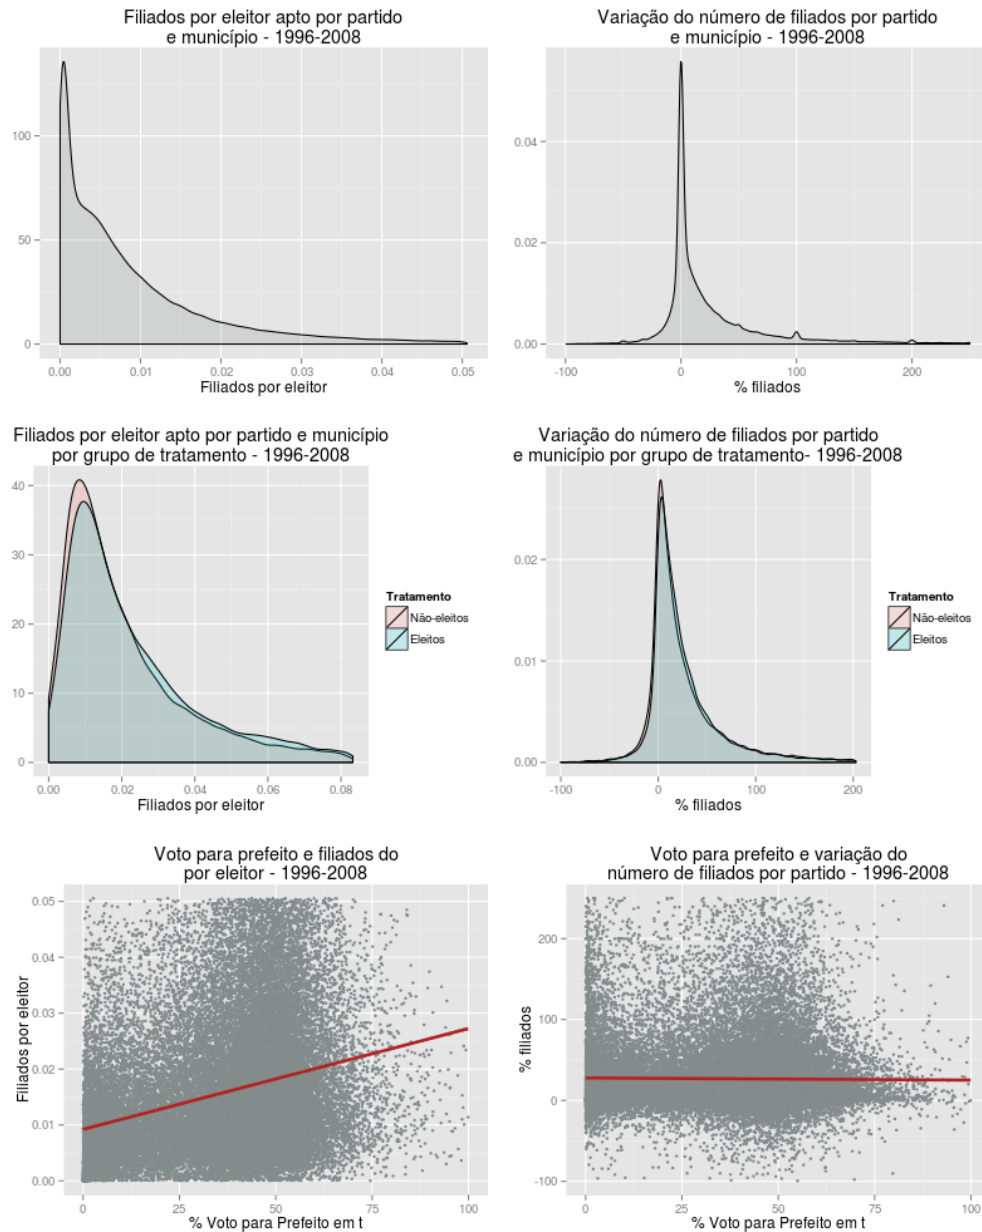 Filiados por eleitor apto por partido
e município - 1996-2008
100
50
0
0.00 0.01 0.02 0.03 0.04 0.05
Filiados por eleitor
Variação do número de filiados por partido
e município - 1996-2008
0.04
0.02
0.00
-100 0 100 200
% filiados
Filiados por eleitor apto por partido e município
por grupo de tratamento - 1996-2008
40
30
20
10
0
0.00 0.02 0.04 0.06 0.08
Filiados por eleitor
Tratamento
Não-eleitos
Eleitos
Variação do número de filiados por partido
e município por grupo de tratamento- 1996-2008
0.02
0.01
0.00
-100 0 100 200
% filiados
Tratamento
Não-eleitos
Eleitos
Voto para prefeito e filiados do
por eleitor - 1996-2008
Filiados por eleitor
0.05
0.04
0.03
0.02
0.01
0.00
0 25 50 75 100
% Voto para Prefeito em t
Voto para prefeito e variação do
número de filiados por partido - 1996-2008
% filiados
200
100
0
-100
0 25 50 75 100
% Voto para Prefeito em t